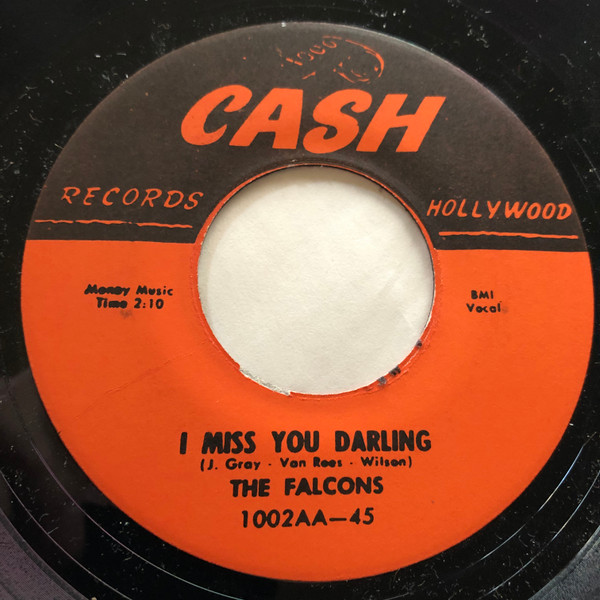 CASH
RECORDS
HOLLYWOOD
Money Music
Time 2:10
BMI
Vocal
I MISS YOU DARLING
(J. Gray - Van Rees - Wilson)
THE FALCONS
1002AA-45